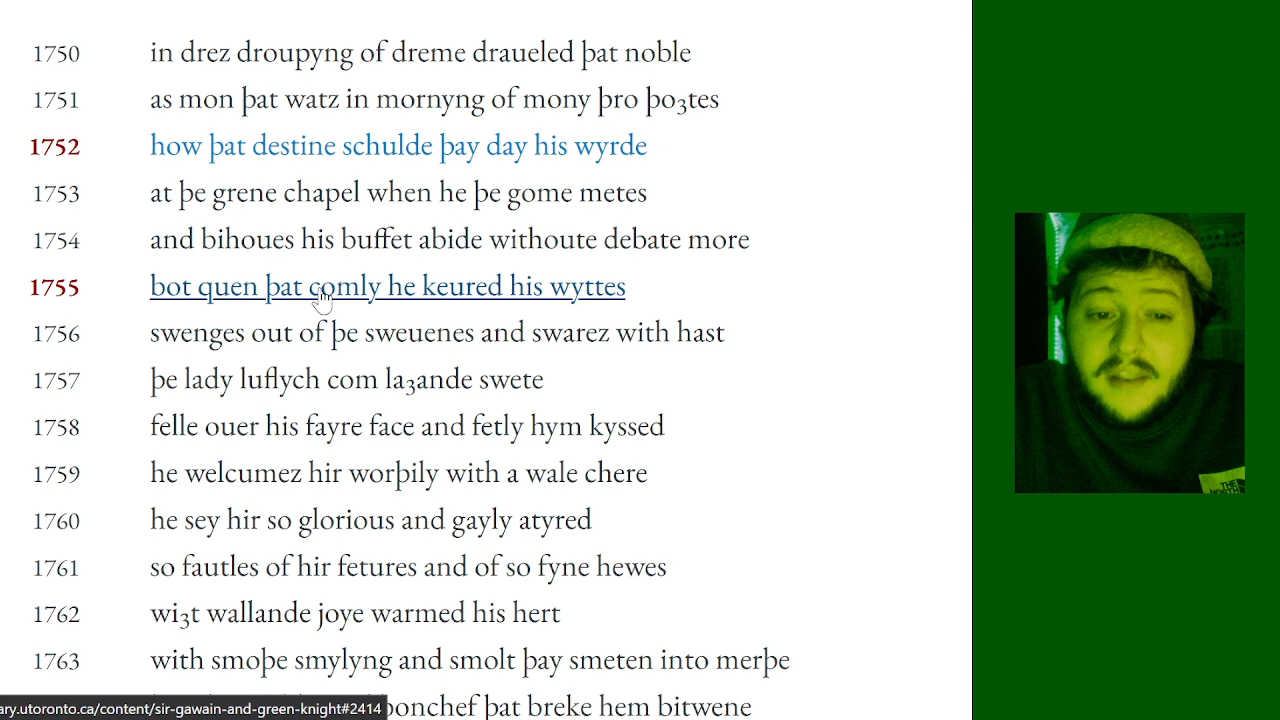 1750 in drez droupyng of dreme draueled þat noble
1751 as mon þat watz in mornyng of mony þro þoȝtes
1752 how þat destine schulde þay day his wyrde
1753 at þe grene chapel when he þe gome metes
1754 and bihoues his buffet abide withoute debate more
1755 bot quen þat comly he keured his wyttes
1756 swenges out of þe sweuenes and swarez with hast
1757 þe lady luflych com laȝande swete
1758 felle ouer his fayre face and fetly hym kyssed
1759 he welcumez hir worþily with a wale chere
1760 he sey hir so glorious and gayly atyred
1761 so fautles of hir fetures and of so fyne hewes
1762 wiȝt wallande joye warmed his hert
1763 with smoþe smylyng and smolt þay smeten into merþe
þat breke hem bitwene
ary.utoronto.ca/content/sir-gawain-and-green-knight#2414
THE
NORTH